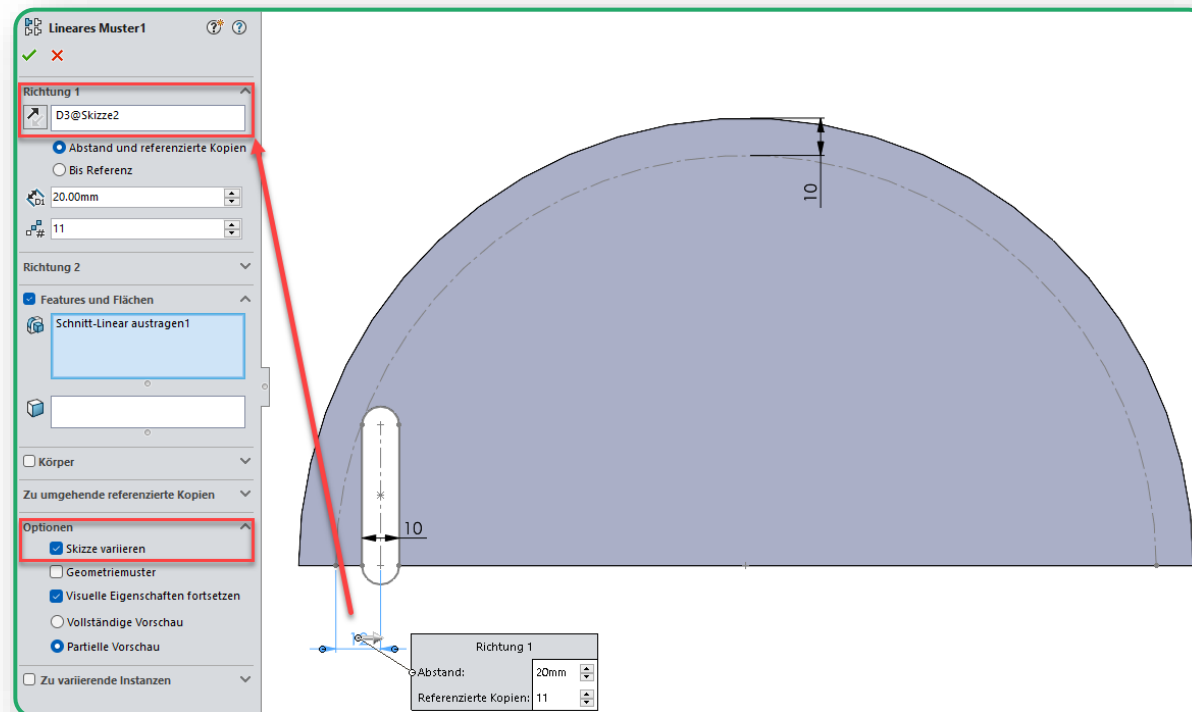 Lineares Muster1
Richtung 1
D3@Skizze2
Abstand und referenzierte Kopien
Bis Referenz
D1
20.00mm
#
11
Richtung 2
Features und Flächen
Schnitt-Linear austragen1
Körper
Zu umgehende referenzierte Kopien
Optionen
Skizze variieren
Geometriemuster
Visuelle Eigenschaften fortsetzen
Vollständige Vorschau
Partielle Vorschau
Zu variierende Instanzen
10
10
Richtung 1
Abstand: 20mm
Referenzierte Kopien: 11